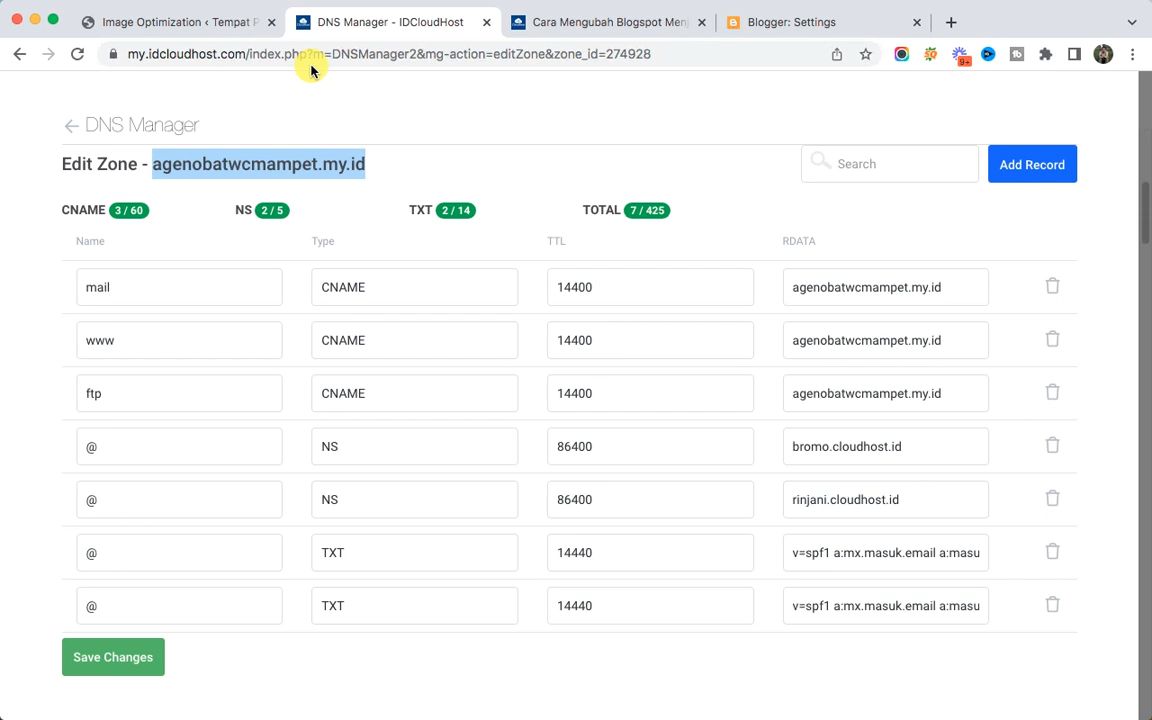 Image Optimization ‹ Tempat P
DNS Manager - IDCloudHost
Cara Mengubah Blogspot Menj
Blogger: Settings
my.idcloudhost.com/index.php?m=DNSManager2&mg-action=editZone&zone_id=274928
9+
DNS Manager
Edit Zone - agenobatwcmampet.my.id
Search
Add Record
CNAME 3 / 60 NS 2 / 5 TXT 2 / 14 TOTAL 7 / 425
Name Type TTL RDATA
mail CNAME 14400 agenobatwcmampet.my.id
www CNAME 14400 agenobatwcmampet.my.id
ftp CNAME 14400 agenobatwcmampet.my.id
@ NS 86400 bromo.cloudhost.id
@ NS 86400 rinjani.cloudhost.id
@ TXT 14440 v=spf1 a:mx.masuk.email a:masu
@ TXT 14440 v=spf1 a:mx.masuk.email a:masu
Save Changes